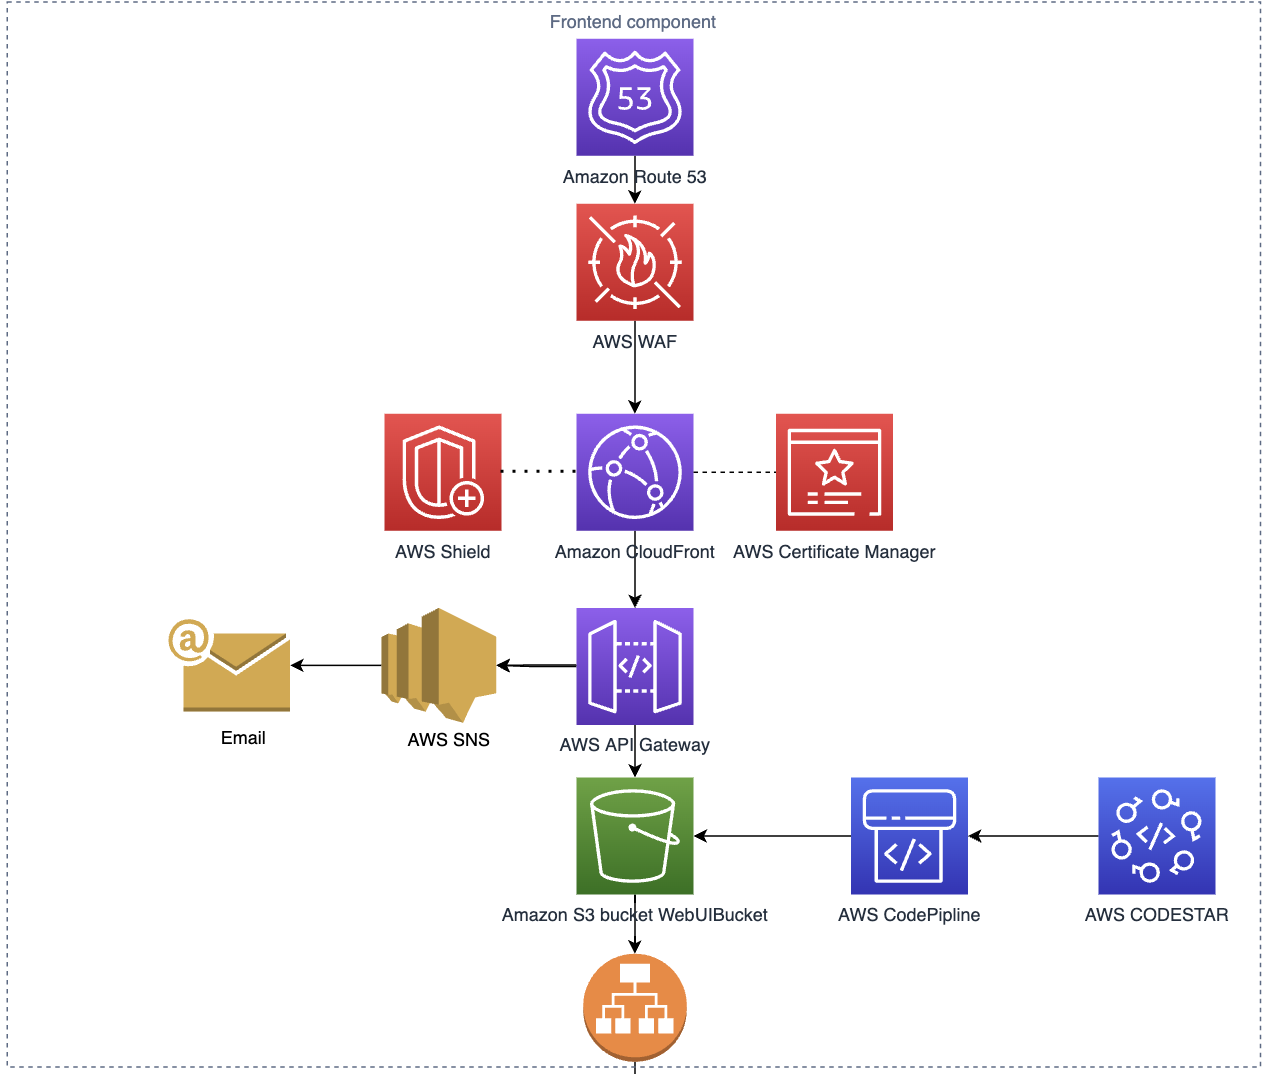 Frontend component
53
Amazon Route 53
AWS WAF
AWS Shield
Amazon CloudFront
AWS Certificate Manager
</>
@
Email
AWS SNS
AWS API Gateway
</>
</>
Amazon S3 bucket WebUIBucket
AWS CodePipline
AWS CODESTAR